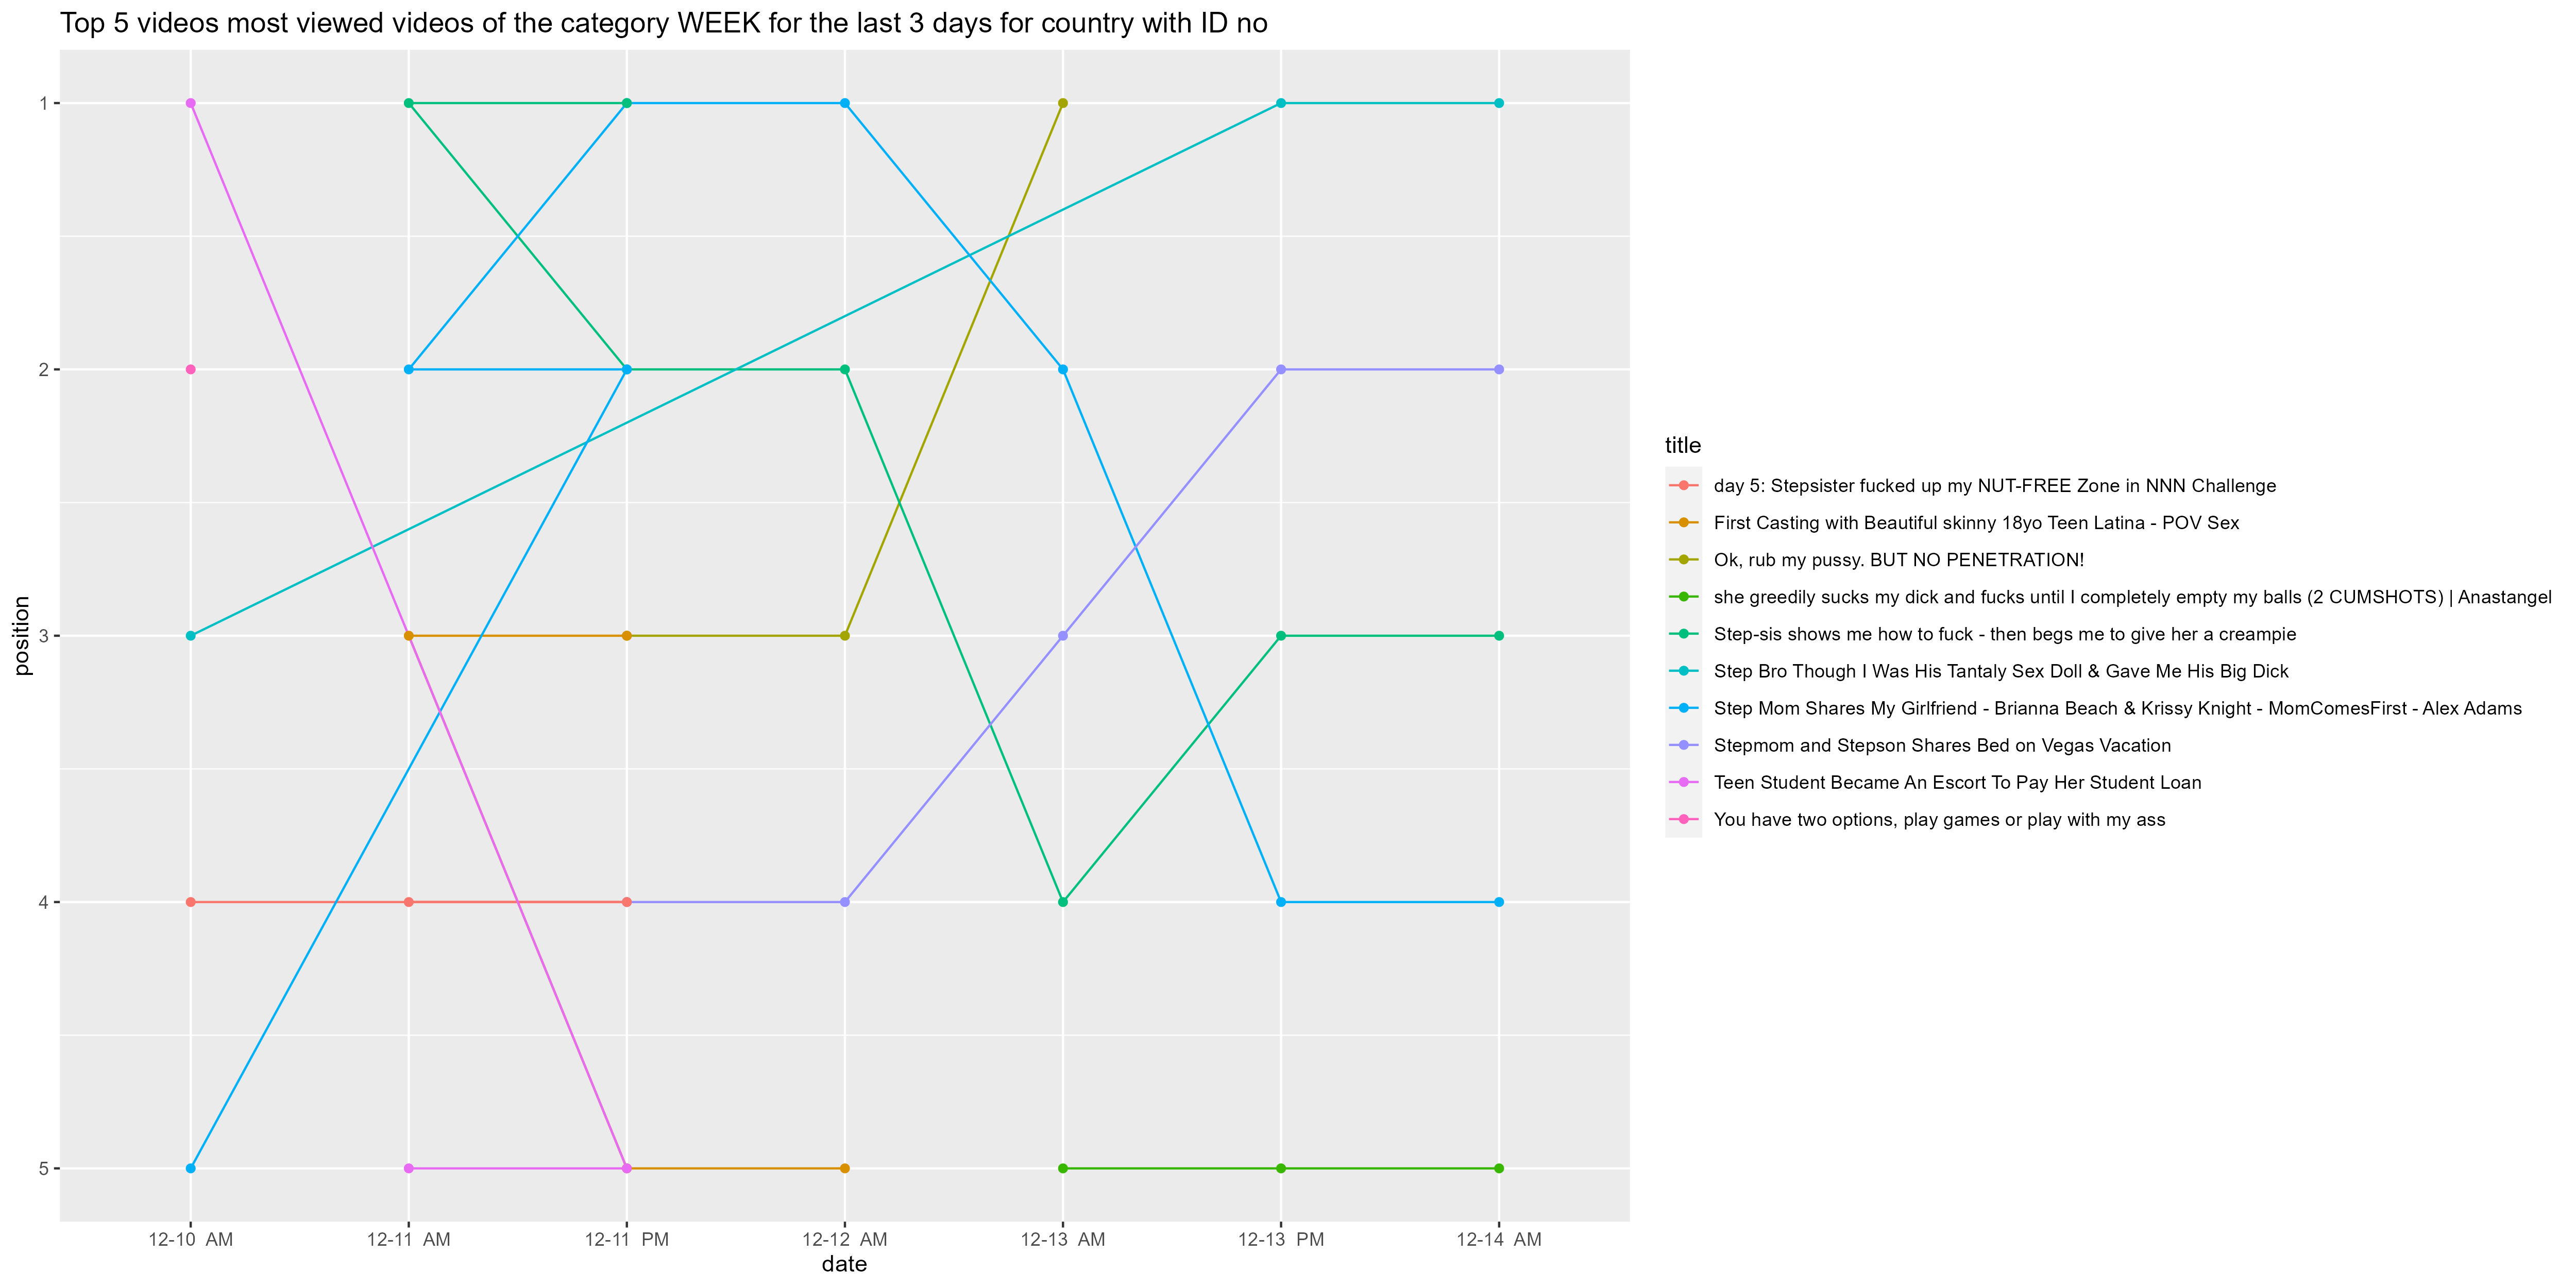 Top 5 videos most viewed videos of the category WEEK for the last 3 days for country with ID no
position
1
2
3
4
5
12-10 AM
12-11 AM
12-11 PM
12-12 AM
12-13 AM
12-13 PM
12-14 AM
date
title
day 5: Stepsister fucked up my NUT-FREE Zone in NNN Challenge
First Casting with Beautiful skinny 18yo Teen Latina - POV Sex
Ok, rub my pussy. BUT NO PENETRATION!
she greedily sucks my dick and fucks until I completely empty my balls (2 CUMSHOTS) | Anastangel
Step-sis shows me how to fuck - then begs me to give her a creampie
Step Bro Though I Was His Tantaly Sex Doll & Gave Me His Big Dick
Step Mom Shares My Girlfriend - Brianna Beach & Krissy Knight - MomComesFirst - Alex Adams
Stepmom and Stepson Shares Bed on Vegas Vacation
Teen Student Became An Escort To Pay Her Student Loan
You have two options, play games or play with my ass